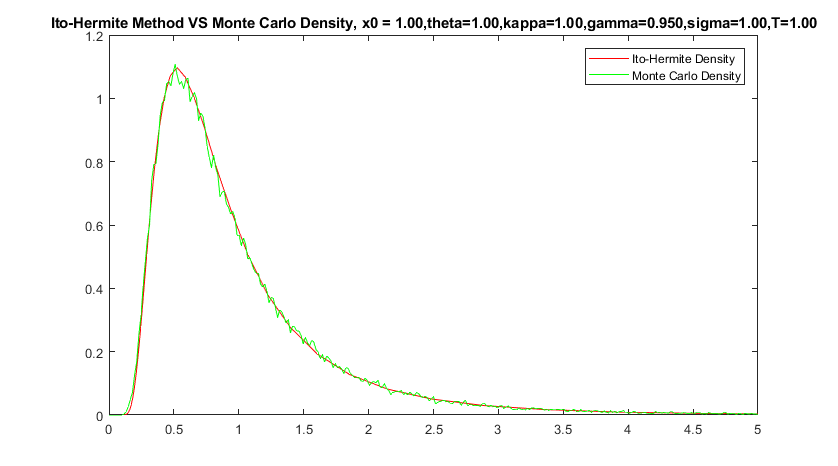 Ito-Hermite Method VS Monte Carlo Density, x0 = 1.00,theta=1.00,kappa=1.00,gamma=0.950,sigma=1.00,T=1.00
Ito-Hermite Density
Monte Carlo Density
1.2
1
0.8
0.6
0.4
0.2
0
0 0.5 1 1.5 2 2.5 3 3.5 4 4.5 5